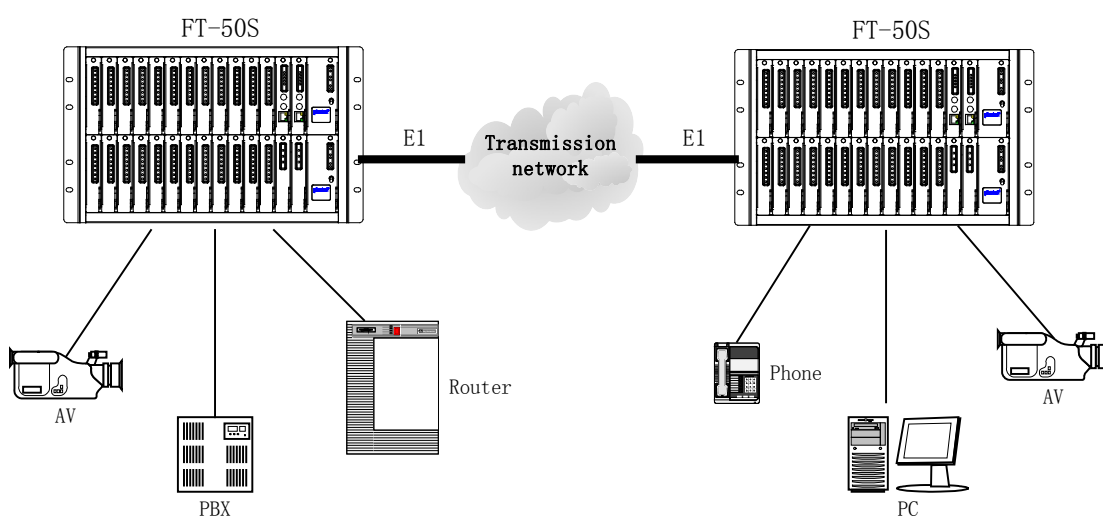 FT-50S
FT-50S
E1
Transmission
network
E1
Router
Phone
AV
AV
PBX
PC